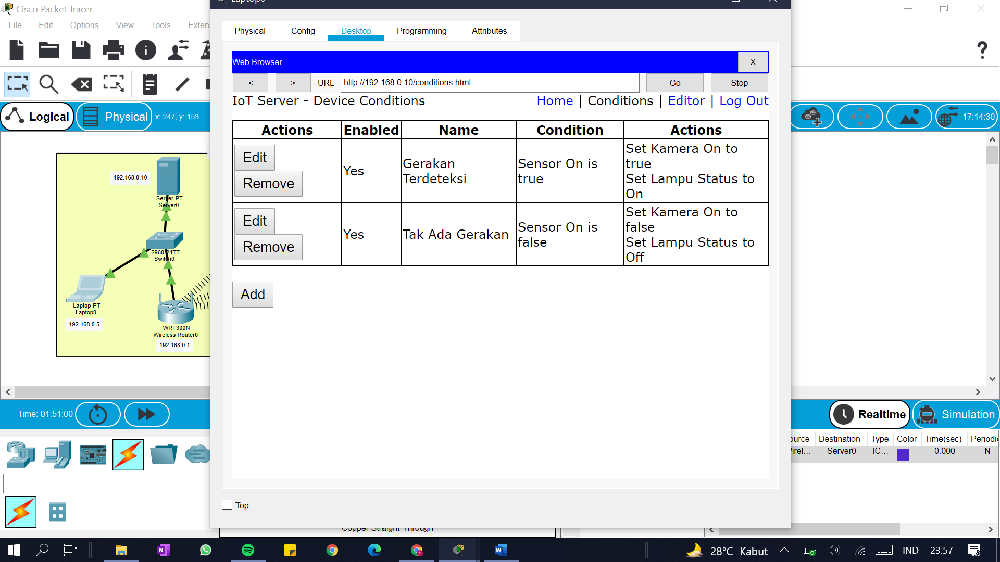 Cisco Packet Tracer
File Edit Options View Tools Exten
Logical
Physical
x: 247, y: 153
192.168.0.10
Server-PT
Server0
2960-24TT
Switch0
Laptop-PT
Laptop0
192.168.0.5
WRT300N
Wireless Router0
192.168.0.1
Time: 01:51:00
Laptop0
Physical Config Desktop Programming Attributes
Web Browser
X
< > URL http://192.168.0.10/conditions.html Go Stop
IoT Server - Device Conditions
Home | Conditions | Editor | Log Out
Actions Enabled Name Condition Actions
Edit
Remove
Yes
Gerakan
Terdeteksi
Sensor On is
true
Set Kamera On to
true
Set Lampu Status to
On
Edit
Remove
Yes
Tak Ada Gerakan
Sensor On is
false
Set Kamera On to
false
Set Lampu Status to
Off
Add
Top
Copper Straight-Through
?
17:14:30
Realtime
Simulation
ource Destination Type Color Time(sec) Periodi
irel... Server0 IC... 0.000 N
28°C Kabut
IND
23.57